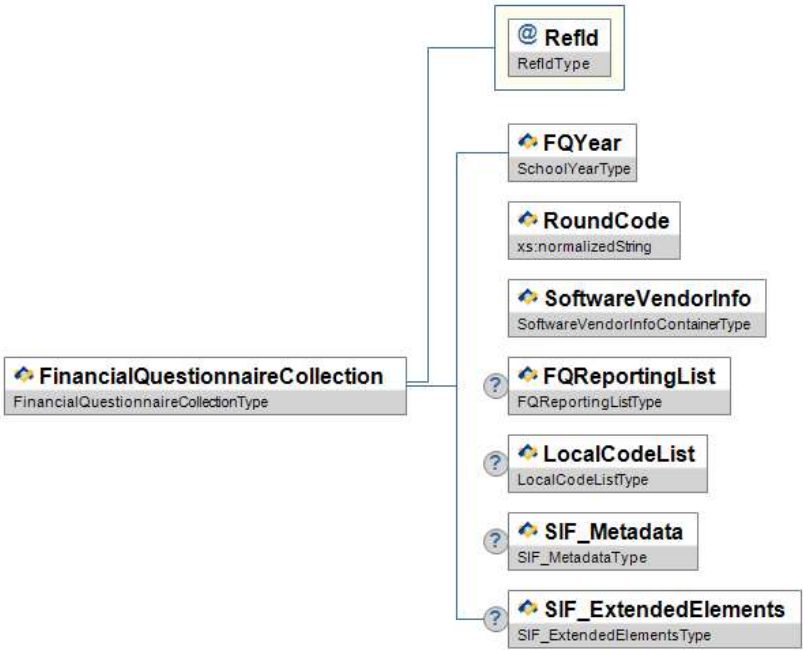 @ RefId
RefIdType
FQYear
SchoolYearType
RoundCode
xs:normalizedString
SoftwareVendorInfo
SoftwareVendorInfoContainerType
FinancialQuestionnaireCollection
FinancialQuestionnaireCollectionType
? FQReportingList
FQReportingListType
? LocalCodeList
LocalCodeListType
? SIF_Metadata
SIF_MetadataType
? SIF_ExtendedElements
SIF_ExtendedElementsType